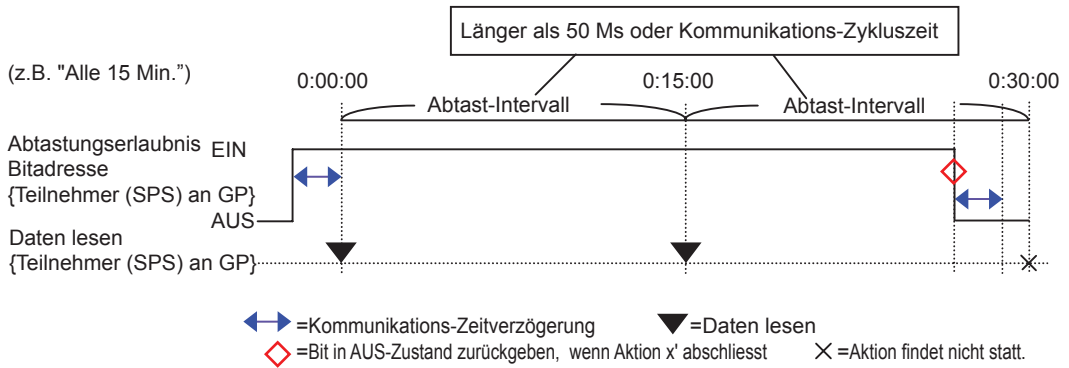 Länger als 50 Ms oder Kommunikations-Zykluszeit
(z.B. "Alle 15 Min.”)
0:00:00
0:15:00
0:30:00
Abtast-Intervall
Abtast-Intervall
Abtastungserlaubnis
Bitadresse
{Teilnehmer (SPS) an GP}
EIN
AUS
Daten lesen
{Teilnehmer (SPS) an GP}
=Kommunikations-Zeitverzögerung
=Daten lesen
=Bit in AUS-Zustand zurückgeben, wenn Aktion x' abschliesst
=Aktion findet nicht statt.